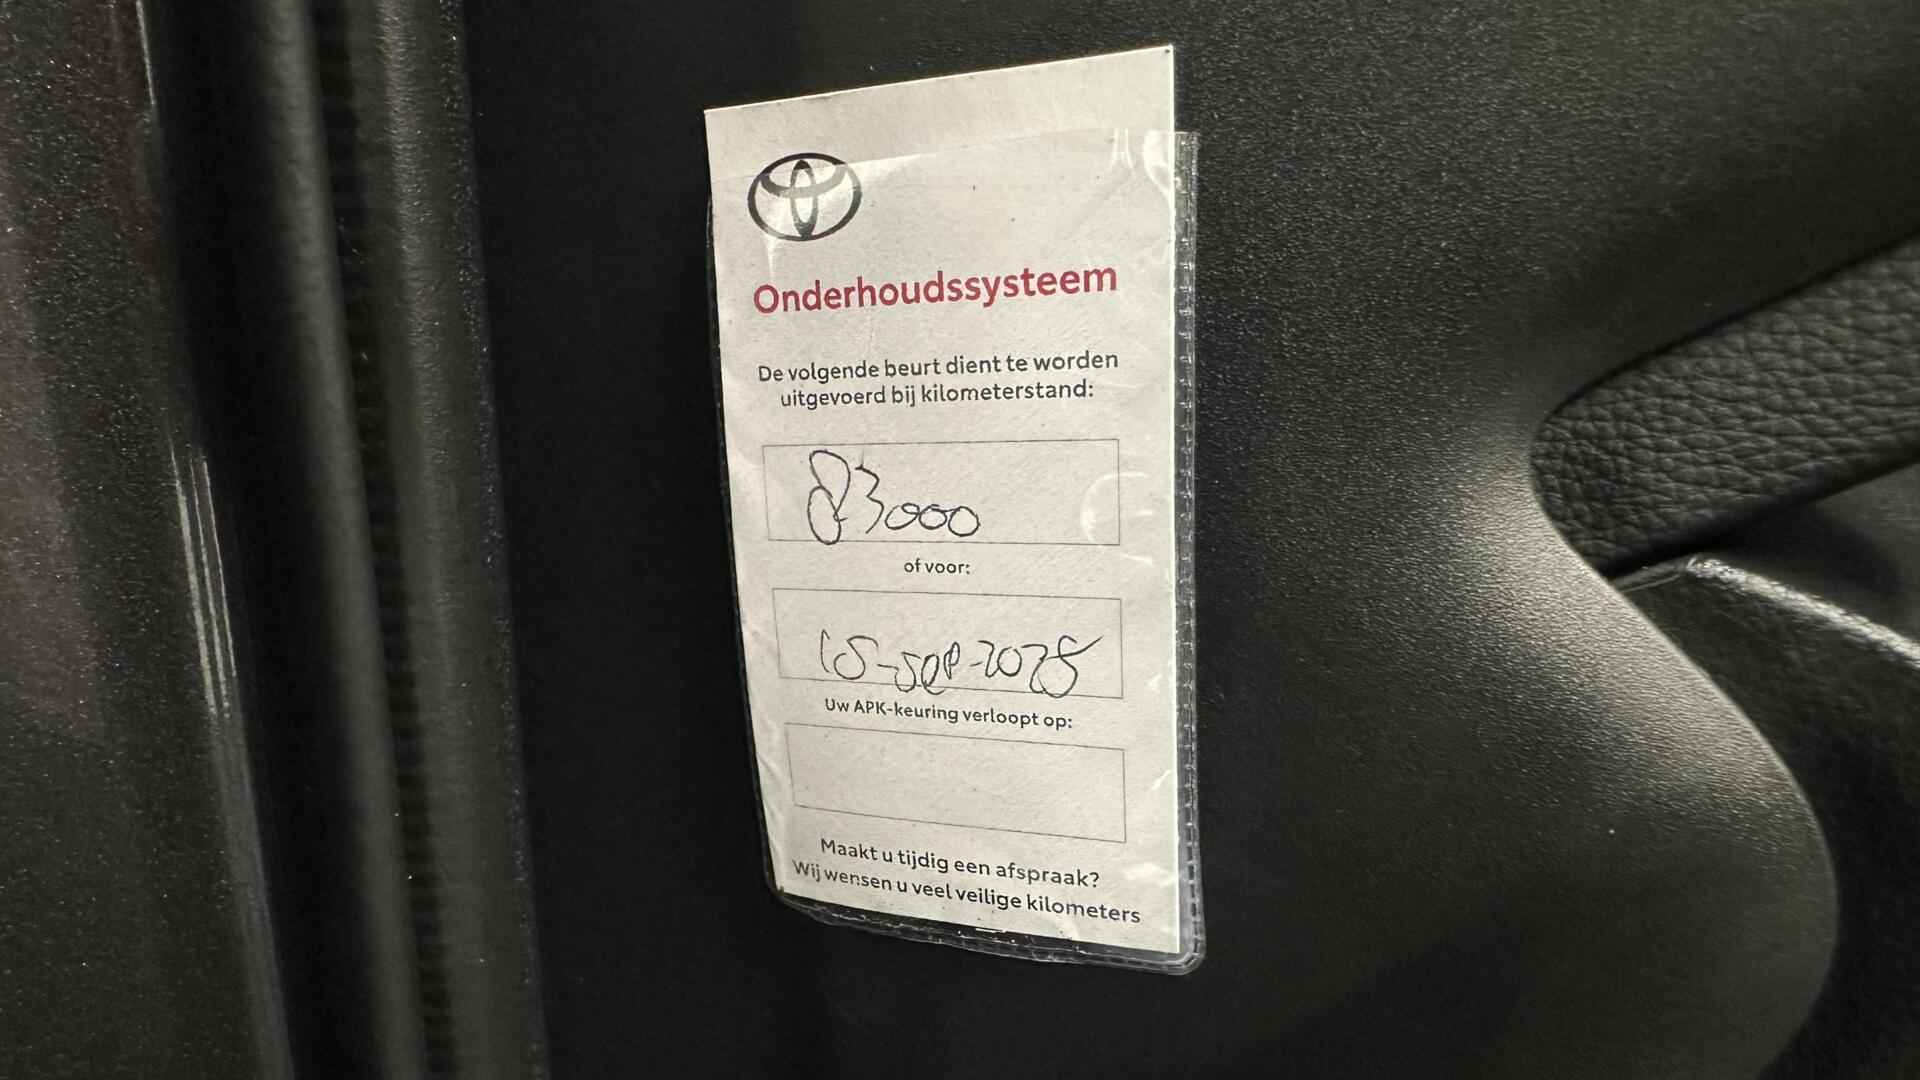 Onderhoudssysteem
De volgende beurt dient te worden
uitgevoerd bij kilometerstand:
83000
of voor:
15-sep-2025
Uw APK-keuring verloopt op:
Maakt u tijdig een afspraak?
Wij wensen u veel veilige kilometers